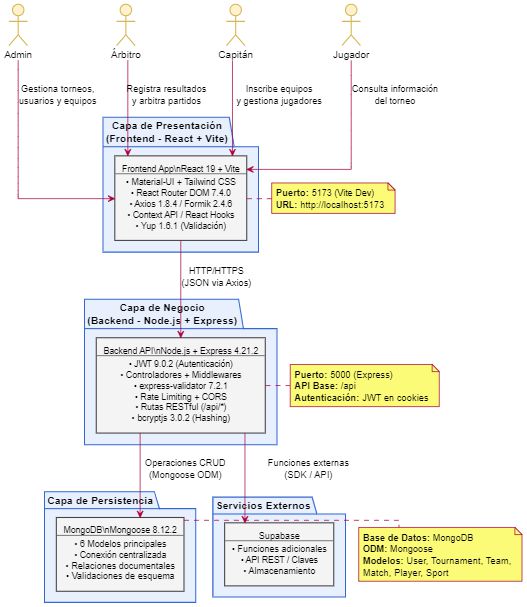 Admin
Árbitro
Capitán
Jugador
Gestiona torneos,
usuarios y equipos
Registra resultados
y arbitra partidos
Inscribe equipos
y gestiona jugadores
Consulta información
del torneo
Capa de Presentación
(Frontend - React + Vite)
Frontend App\nReact 19 + Vite
• Material-UI + Tailwind CSS
• React Router DOM 7.4.0
• Axios 1.8.4 / Formik 2.4.6
• Context API / React Hooks
• Yup 1.6.1 (Validación)
Puerto: 5173 (Vite Dev)
URL: http://localhost:5173
HTTP/HTTPS
(JSON via Axios)
Capa de Negocio
(Backend - Node.js + Express)
Backend API\nNode.js + Express 4.21.2
• JWT 9.0.2 (Autenticación)
• Controladores + Middlewares
• express-validator 7.2.1
• Rate Limiting + CORS
• Rutas RESTful (/api/*)
• bcryptjs 3.0.2 (Hashing)
Puerto: 5000 (Express)
API Base: /api
Autenticación: JWT en cookies
Operaciones CRUD
(Mongoose ODM)
Funciones externas
(SDK / API)
Capa de Persistencia
MongoDB\nMongoose 8.12.2
• 6 Modelos principales
• Conexión centralizada
• Relaciones documentales
• Validaciones de esquema
Servicios Externos
Supabase
• Funciones adicionales
• API REST / Claves
• Almacenamiento
Base de Datos: MongoDB
ODM: Mongoose
Modelos: User, Tournament, Team,
Match, Player, Sport